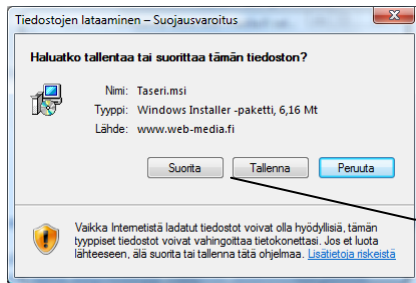 Tiedostojen lataaminen – Suojausvaroitus
Haluatko tallentaa tai suorittaa tämän tiedoston?
Nimi: Taseri.msi
Tyyppi: Windows Installer -paketti, 6,16 Mt
Lähde: www.web-media.fi
Suorita Tallenna Peruuta
Vaikka Internetistä ladatut tiedostot voivat olla hyödyllisiä, tämän
tyyppiset tiedostot voivat vahingoittaa tietokonettasi. Jos et luota
lähteeseen, älä suorita tai tallenna tätä ohjelmaa. Lisätietoja riskeistä